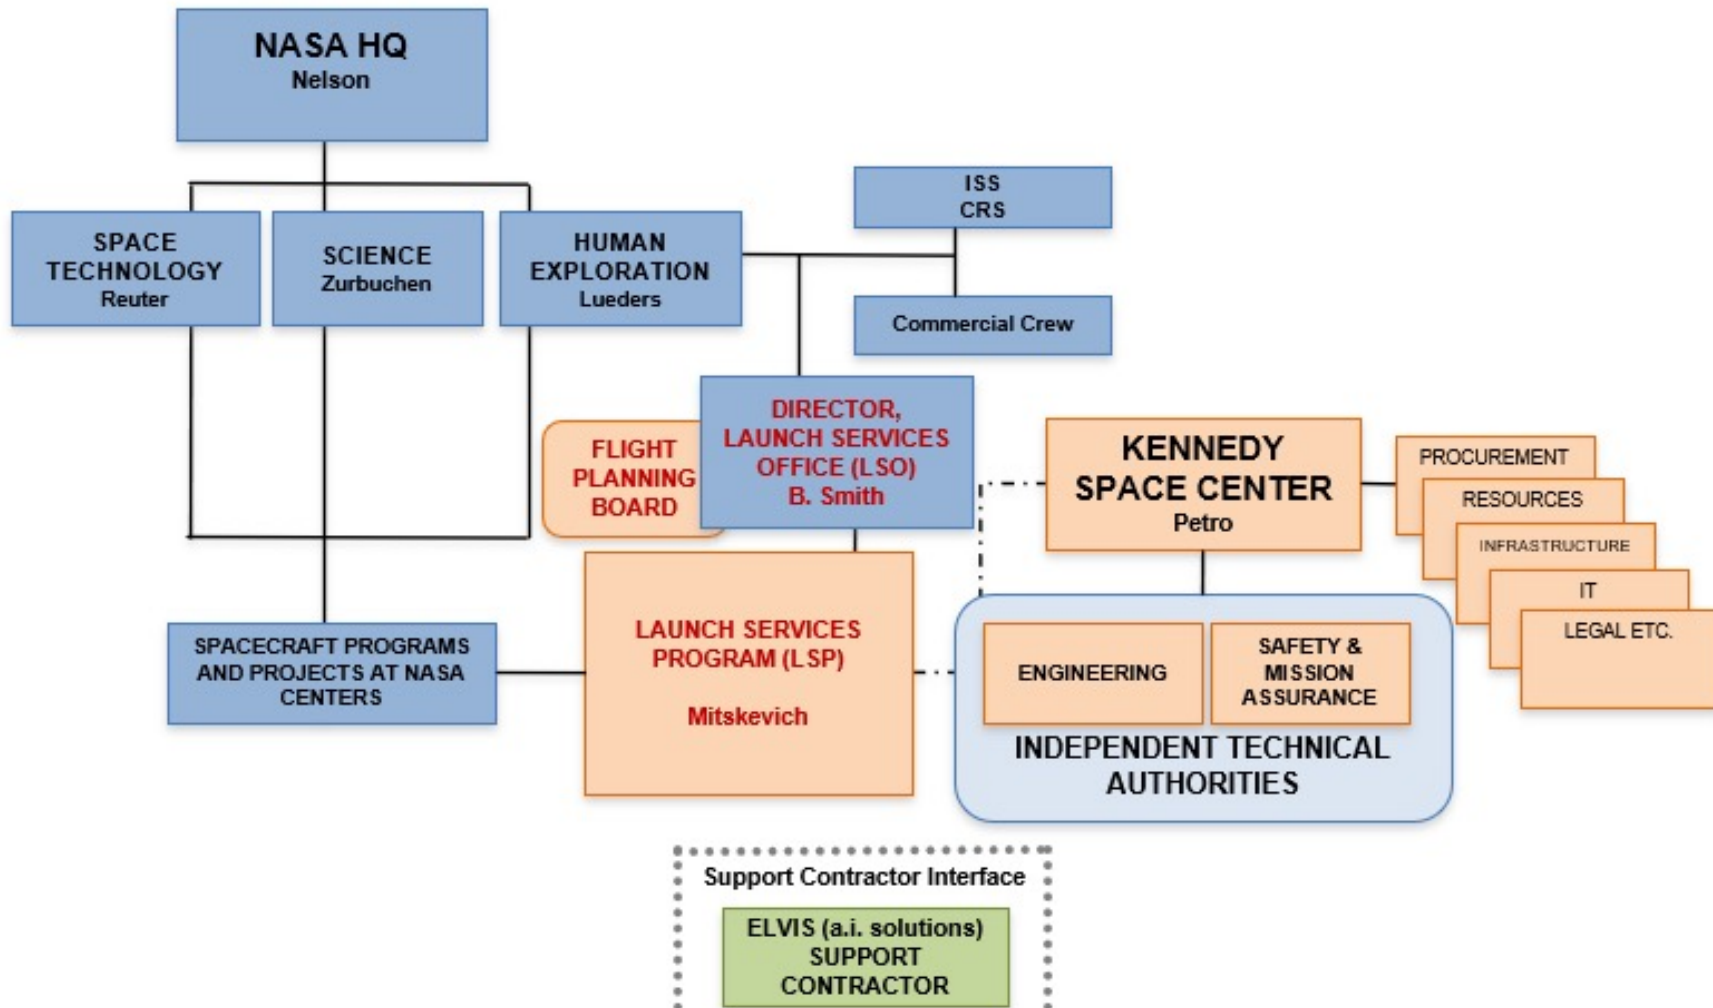 NASA HQ
Nelson
SPACE
TECHNOLOGY
Reuter
SCIENCE
Zurbuchen
HUMAN
EXPLORATION
Lueders
ISS
CRS
Commercial Crew
FLIGHT
PLANNING
BOARD
DIRECTOR,
LAUNCH SERVICES
OFFICE (LSO)
B. Smith
KENNEDY
SPACE CENTER
Petro
PROCUREMENT
RESOURCES
INFRASTRUCTURE
IT
LEGAL ETC.
SPACECRAFT PROGRAMS
AND PROJECTS AT NASA
CENTERS
LAUNCH SERVICES
PROGRAM (LSP)
Mitskevich
ENGINEERING
SAFETY &
MISSION
ASSURANCE
INDEPENDENT TECHNICAL
AUTHORITIES
Support Contractor Interface
ELVIS (a.i. solutions)
SUPPORT
CONTRACTOR